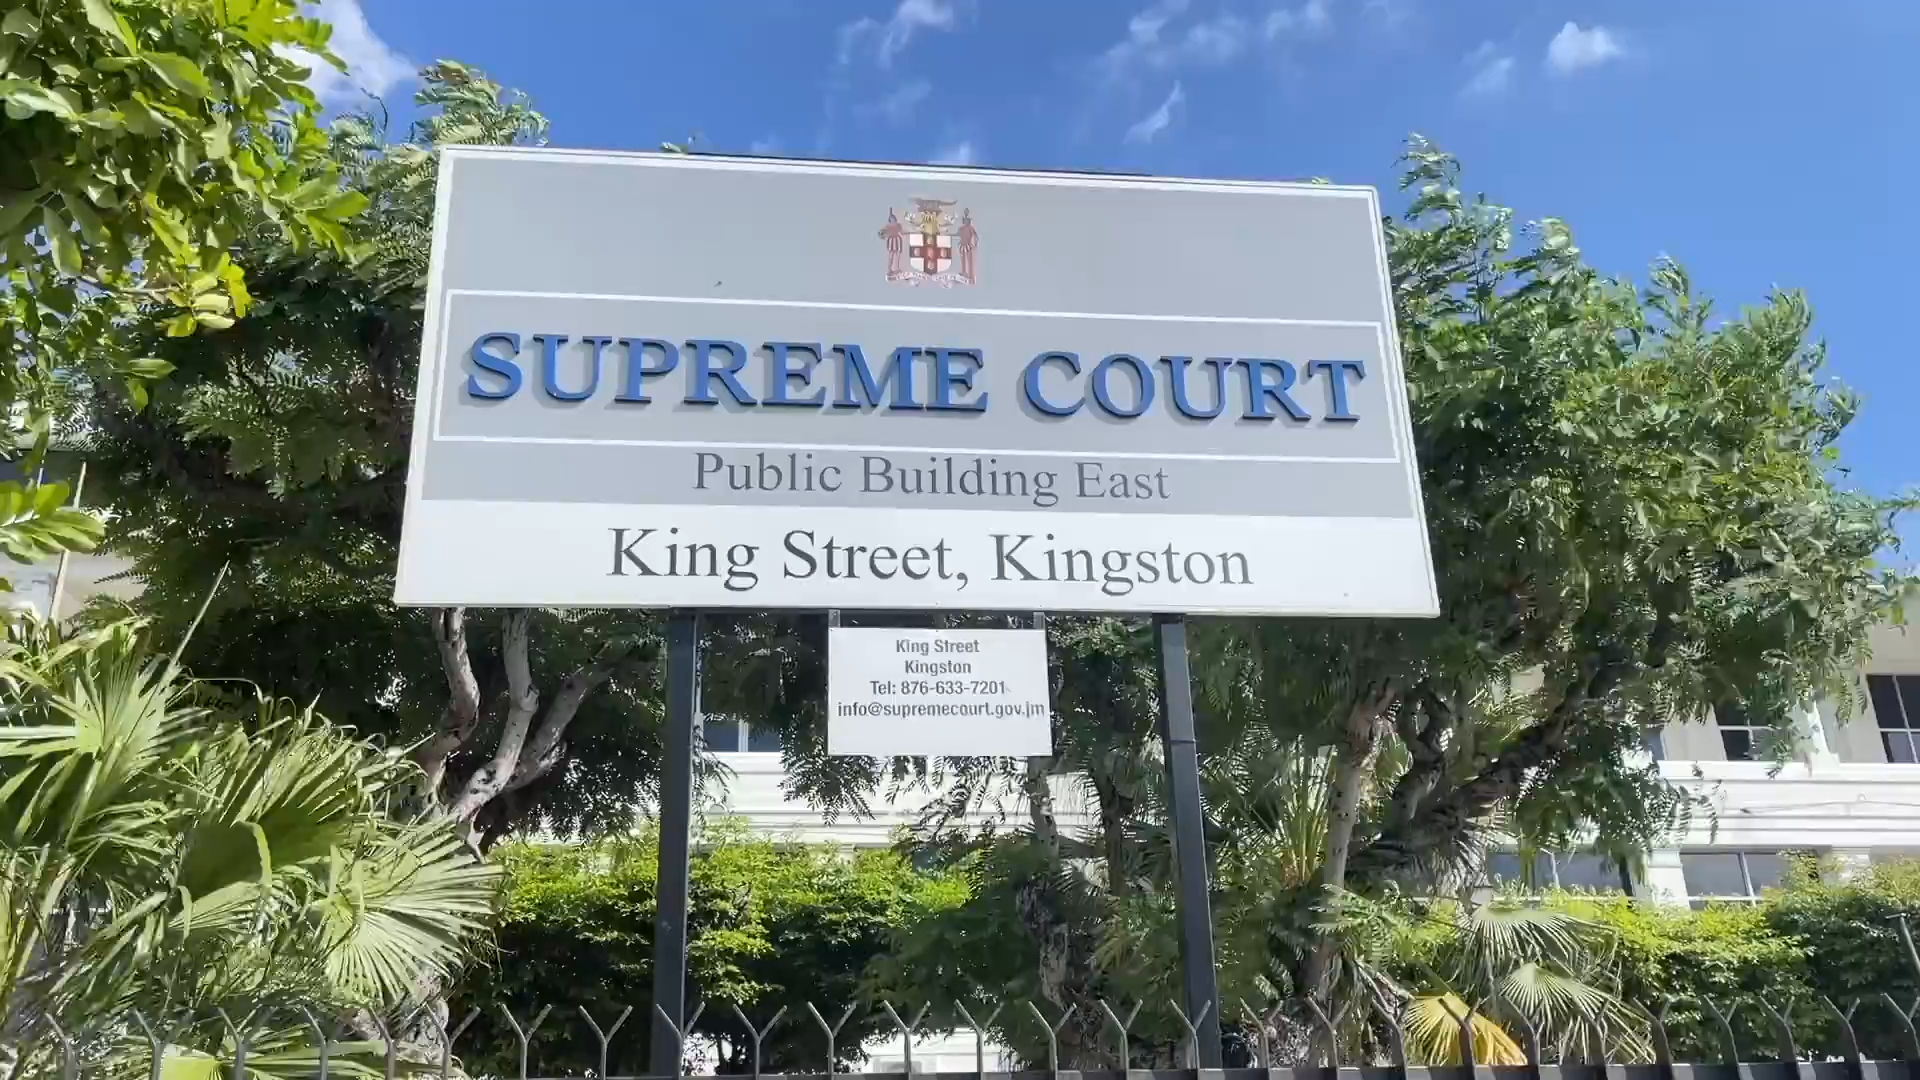 SUPREME COURT
Public Building East
King Street, Kingston
King Street
Kingston
Tel: 876-633-7201
info@supremecourt.gov.jm